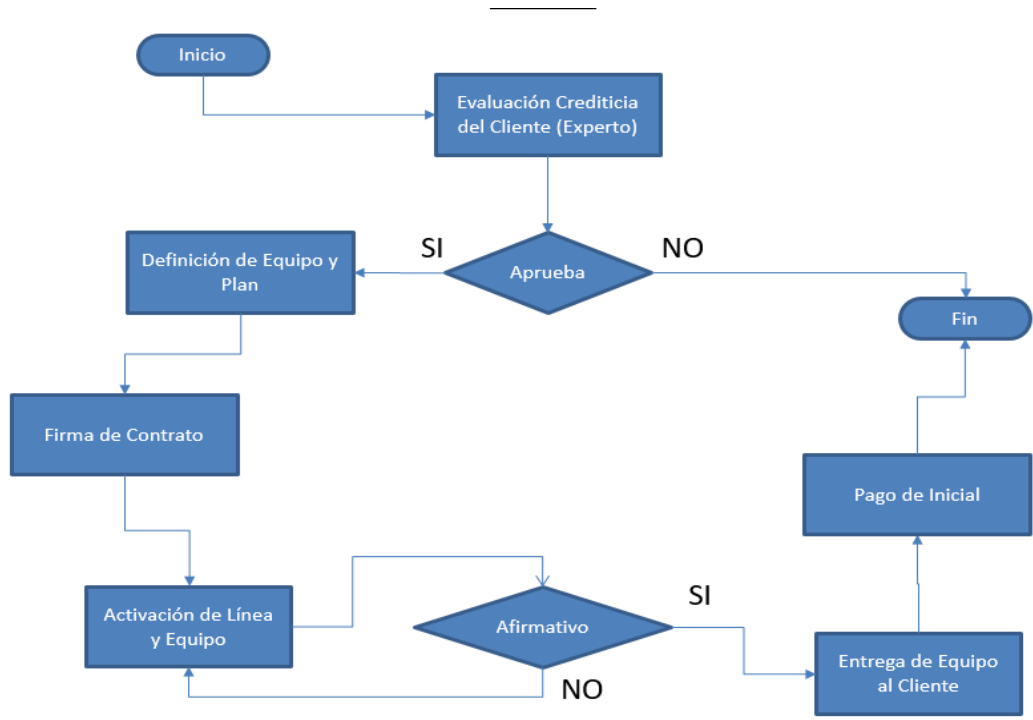 Inicio
Evaluación Crediticia
del Cliente (Experto)
SI
NO
Definición de Equipo y
Plan
Aprueba
Fin
Firma de Contrato
Pago de Inicial
Activación de Línea
y Equipo
Afirmativo
SI
NO
Entrega de Equipo
al Cliente